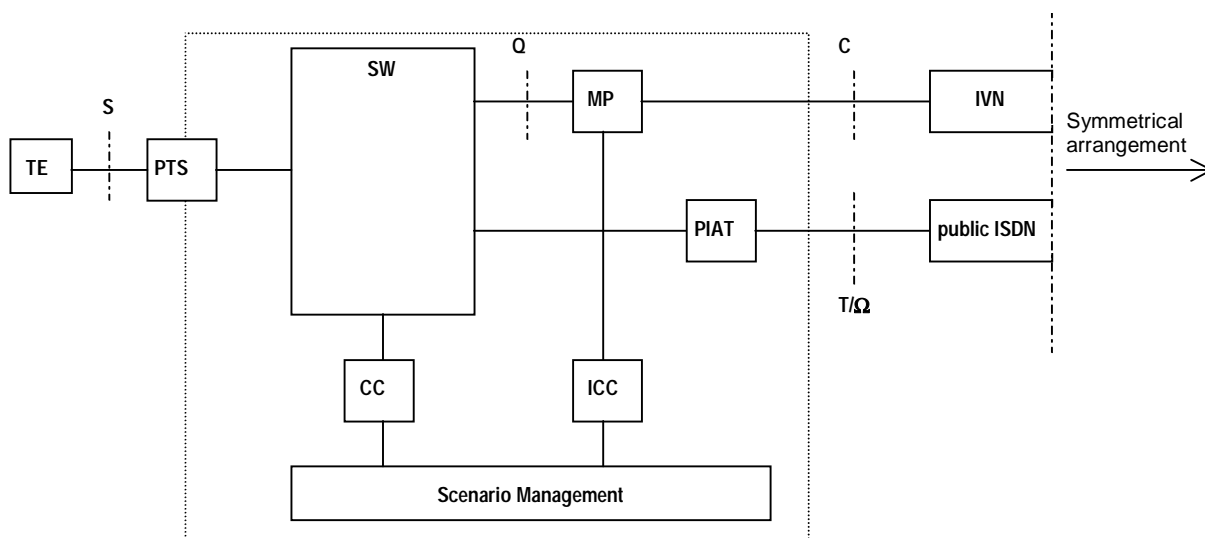 Q
C
SW
MP
IVN
S
Symmetrical
arrangement
TE
PTS
PIAT
public ISDN
T/Ω
CC
ICC
Scenario Management